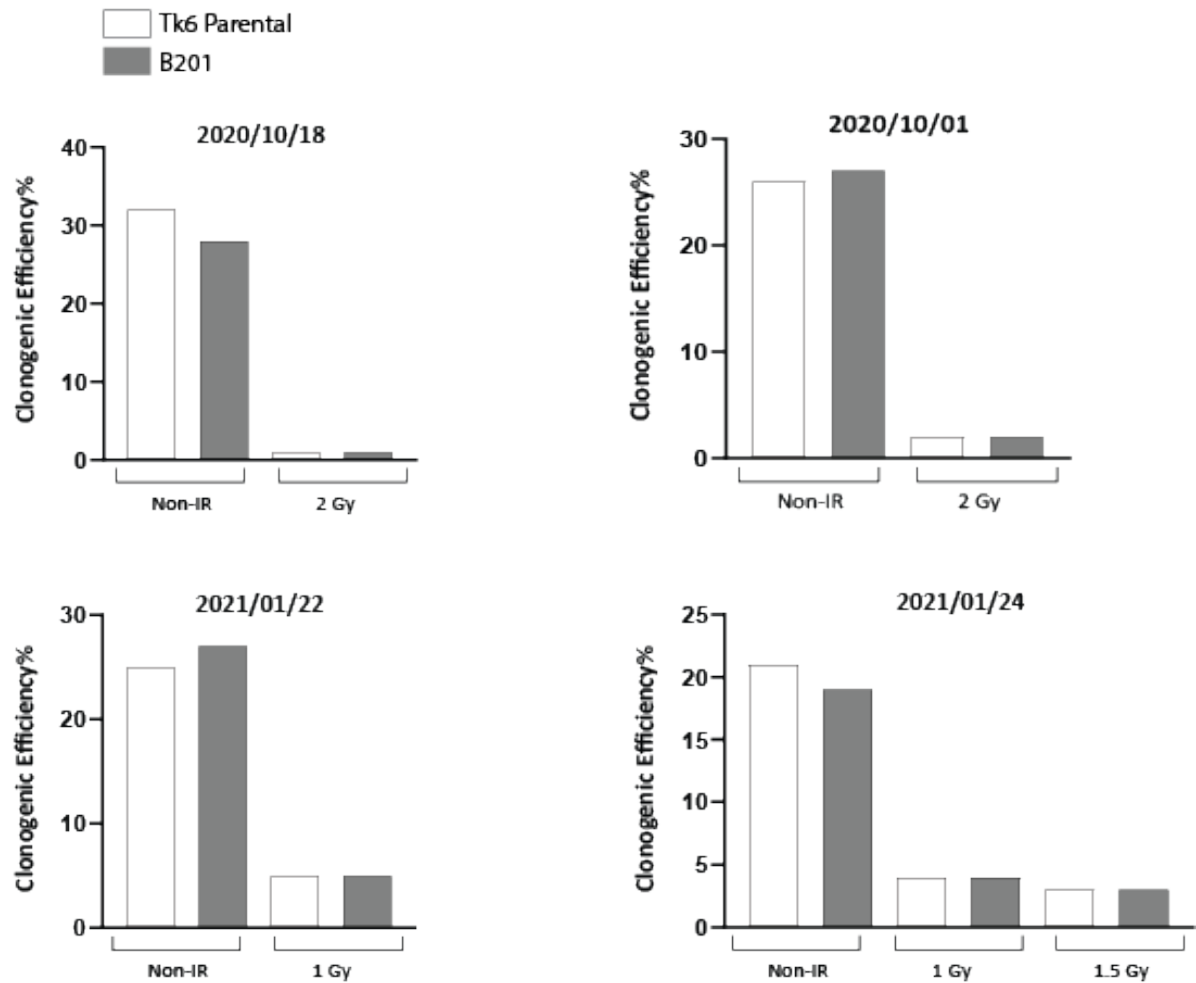 Tk6 Parental
B201
2020/10/18
Clonogenic Efficiency%
40
30
20
10
0
Non-IR
2 Gy
2020/10/01
Clonogenic Efficiency%
30
20
10
0
Non-IR
2 Gy
2021/01/22
Clonogenic Efficiency%
30
20
10
0
Non-IR
1 Gy
2021/01/24
Clonogenic Efficiency%
25
20
15
10
5
0
Non-IR
1 Gy
1.5 Gy